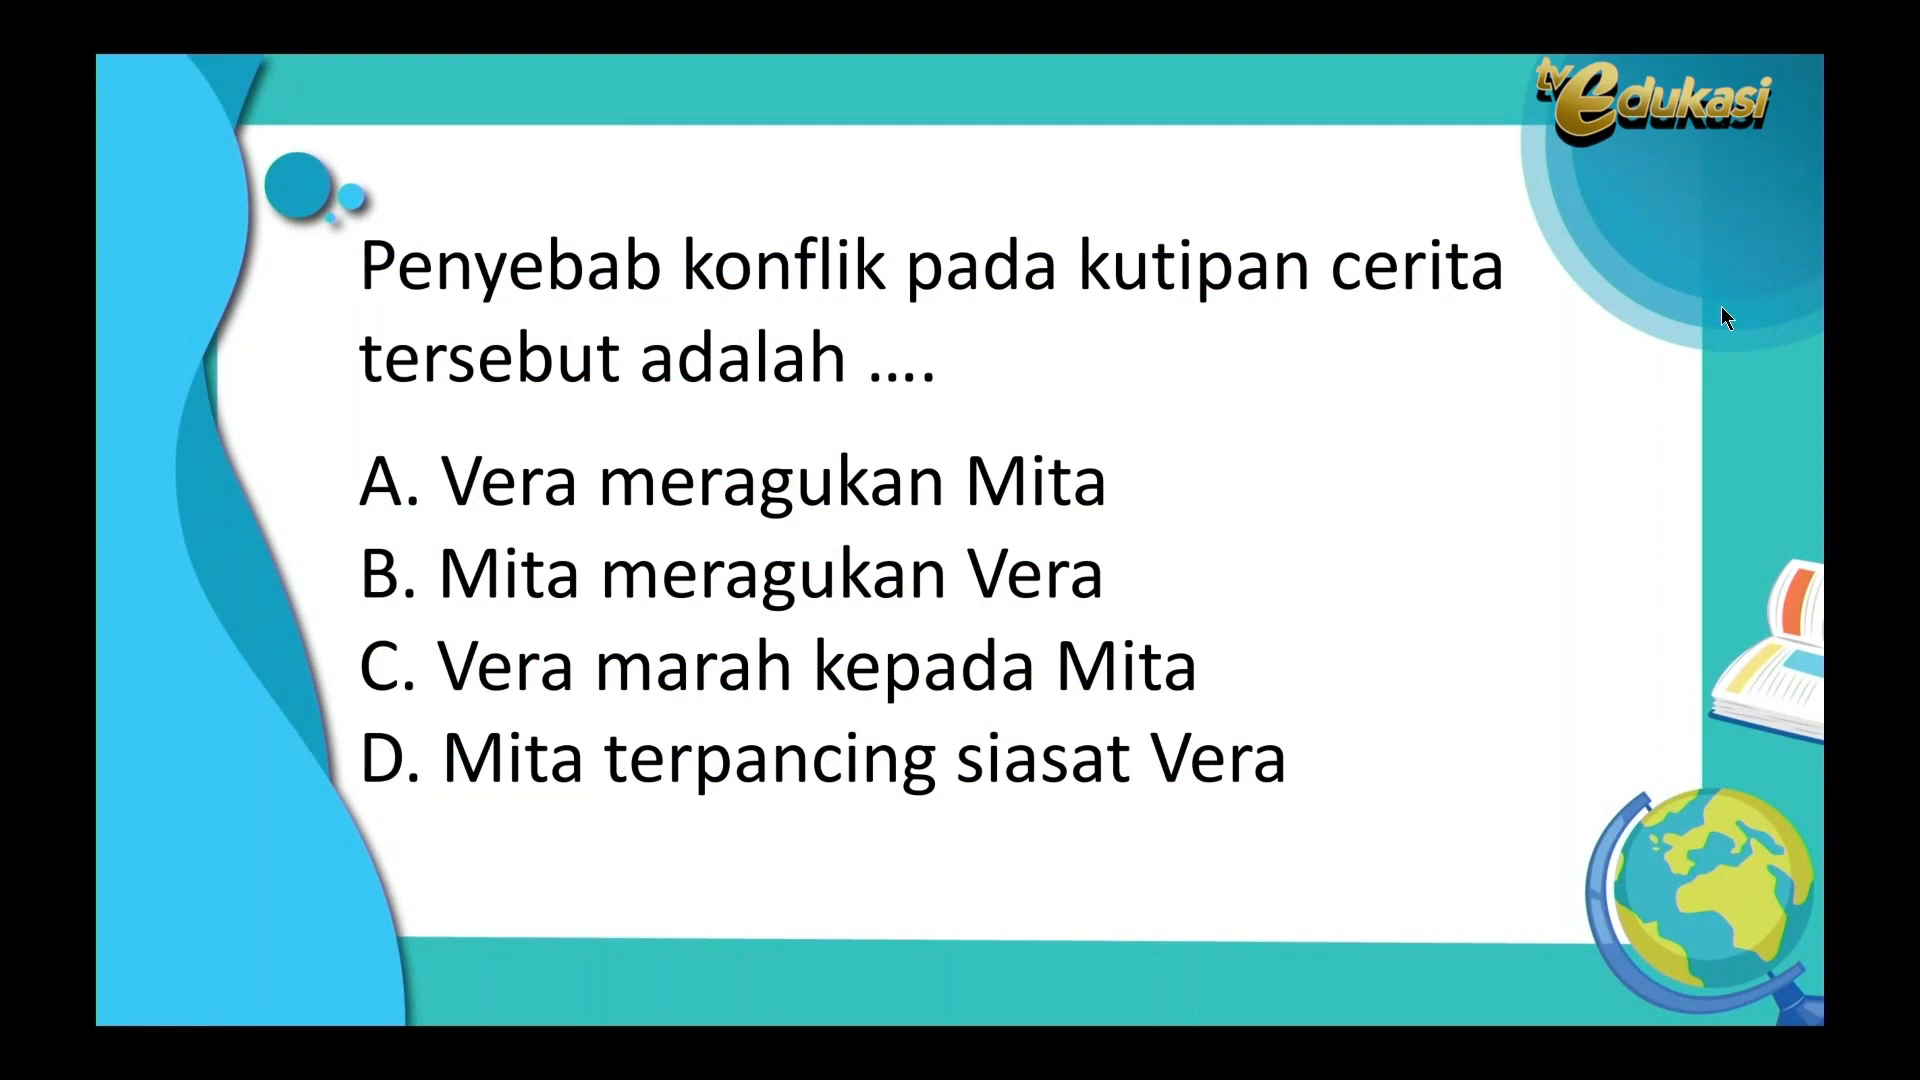 tv edukasi
Penyebab konflik pada kutipan cerita
tersebut adalah ....
A. Vera meragukan Mita
B. Mita meragukan Vera
C. Vera marah kepada Mita
D. Mita terpancing siasat Vera